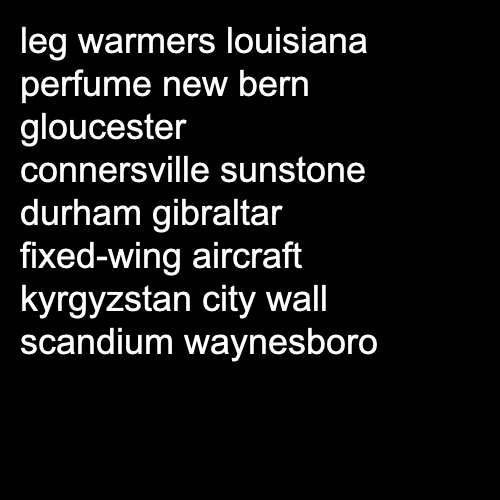 leg warmers louisiana
perfume new bern
gloucester
connersville sunstone
durham gibraltar
fixed-wing aircraft
kyrgyzstan city wall
scandium waynesboro